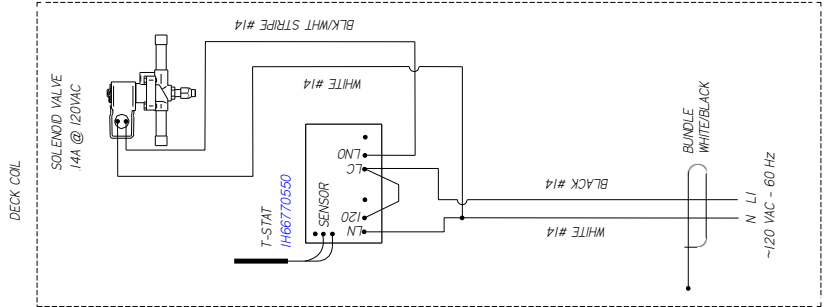 DECK COIL
SOLENOID VALVE
.14A @ 120VAC
BLK/WHT STRIPE #14
WHITE #14
T-STAT
IH66770550
SENSOR
LNO
LC
120
LN
BLACK #14
WHITE #14
BUNDLE
WHITE/BLACK
N L1
~120 VAC - 60 Hz